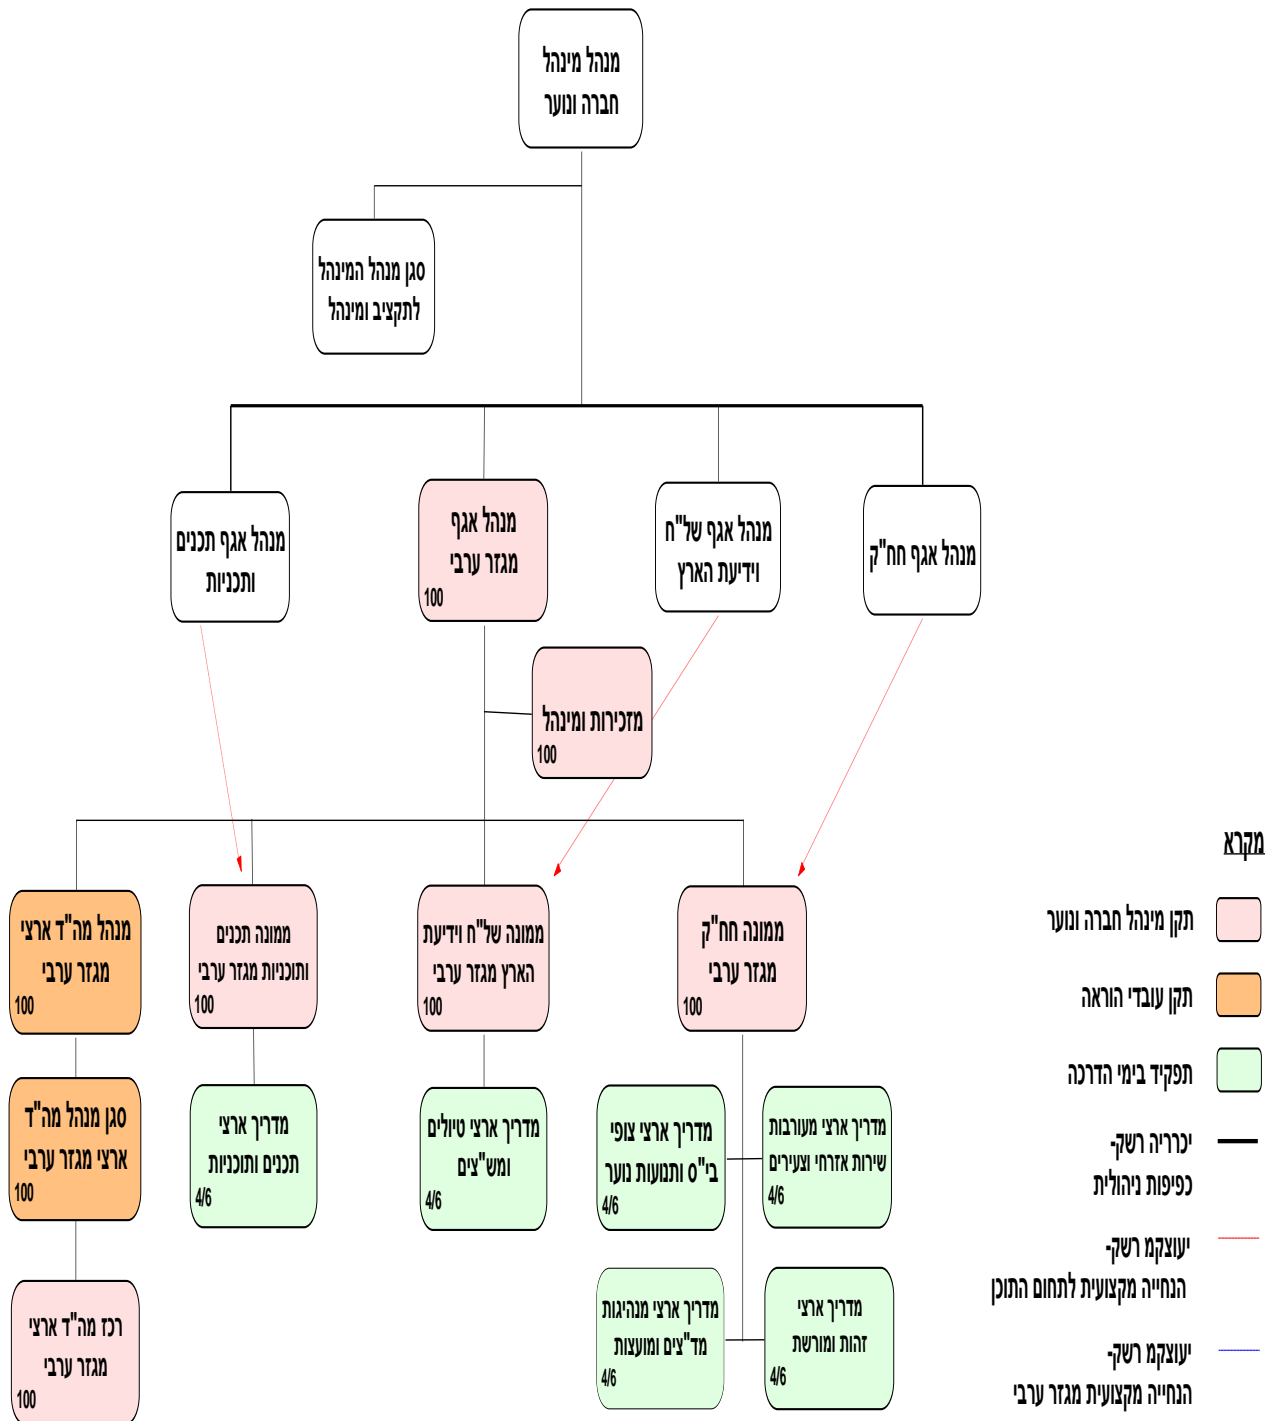 מנהל מינהל
חברה ונוער
סגן מנהל המינהל
לתקציב ומינהל
מנהל אגף חח"ק
מנהל אגף של"ח
וידיעת הארץ
מנהל אגף
מגזר ערבי
100
מנהל אגף תכנים
ותכניות
מזכירות ומינהל
100
ממונה חח"ק
מגזר ערבי
100
ממונה של"ח וידיעת
הארץ מגזר ערבי
100
ממונה תכנים
ותוכניות מגזר ערבי
100
מנהל מה"ד ארצי
מגזר ערבי
100
מדריך ארצי מעורבות
שירות אזרחי וצעירים
4/6
מדריך ארצי צופי
בי"ס ותנועות נוער
4/6
מדריך ארצי טיולים
ומש"צים
4/6
מדריך ארצי
תכנים ותוכניות
4/6
סגן מנהל מה"ד
ארצי מגזר ערבי
100
מדריך ארצי
זהות ומורשת
4/6
מדריך ארצי מנהיגות
מד"צים ומועצות
4/6
רכז מה"ד ארצי
מגזר ערבי
100
מקרא
תקן מינהל חברה ונוער
תקן עובדי הוראה
תפקיד בימי הדרכה
יכרריה רשק-
כפיפות ניהולית
יעוצקמ רשק-
הנחייה מקצועית לתחום התוכן
יעוצקמ רשק-
הנחייה מקצועית מגזר ערבי